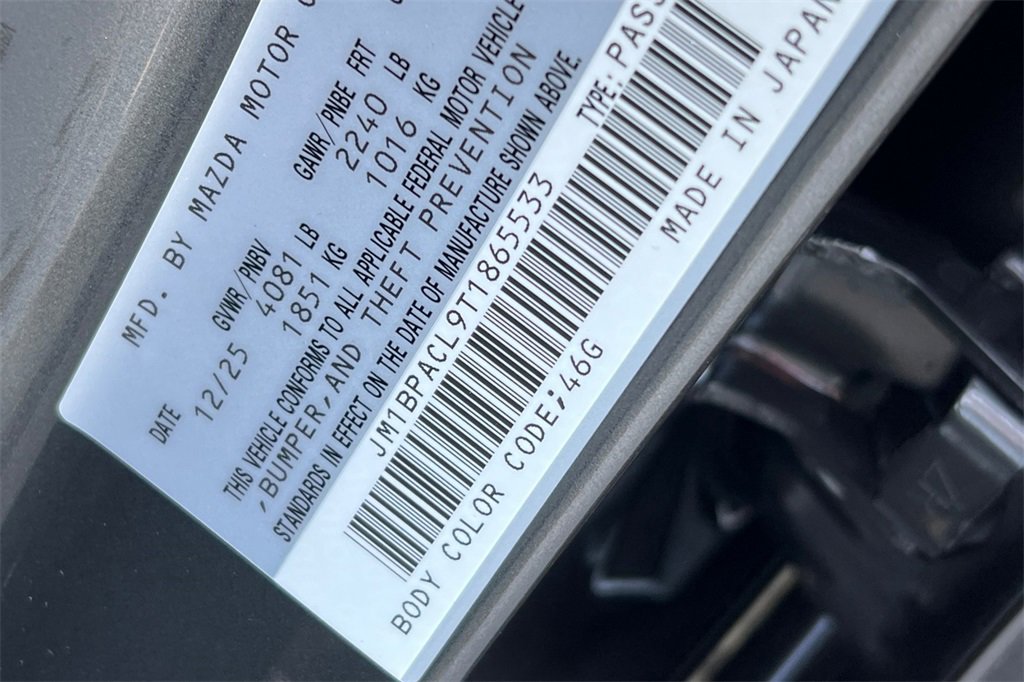 MFD. BY MAZDA MOTOR
DATE
12/25
GVWR/PNBV
4081 LB
1851 KG
GAWR/PNBE FRT
2240 LB
1016 KG
THIS VEHICLE CONFORMS TO ALL APPLICABLE FEDERAL MOTOR VEHICLE
,BUMPER,AND THEFT PREVENTION
STANDARDS IN EFFECT ON THE DATE OF MANUFACTURE SHOWN ABOVE.
JM1BPACL9T1865533
TYPE: PASS
BODY COLOR CODE;46G
MADE IN JAPAN